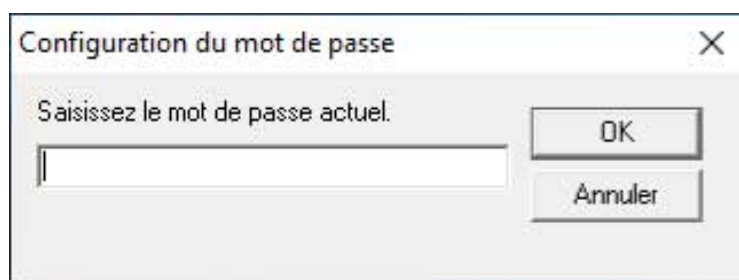 Configuration du mot de passe
Saisissez le mot de passe actuel.
OK
Annuler